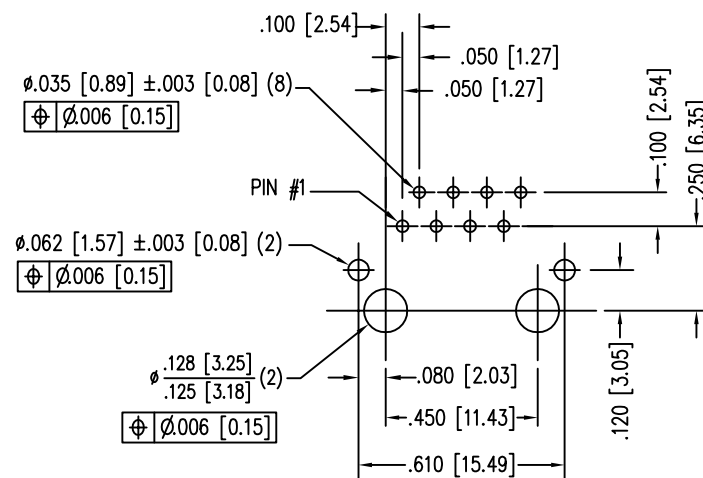 .100 [2.54]
.050 [1.27]
ø.035 [0.89] ±.003 [0.08] (8)
.050 [1.27]
⌖ Ø.006 [0.15]
.100 [2.54]
.250 [6.35]
PIN #1
ø.062 [1.57] ±.003 [0.08] (2)
⌖ Ø.006 [0.15]
ø .128 [3.25]
.125 [3.18] (2)
.080 [2.03]
.120 [3.05]
.450 [11.43]
⌖ Ø.006 [0.15]
.610 [15.49]